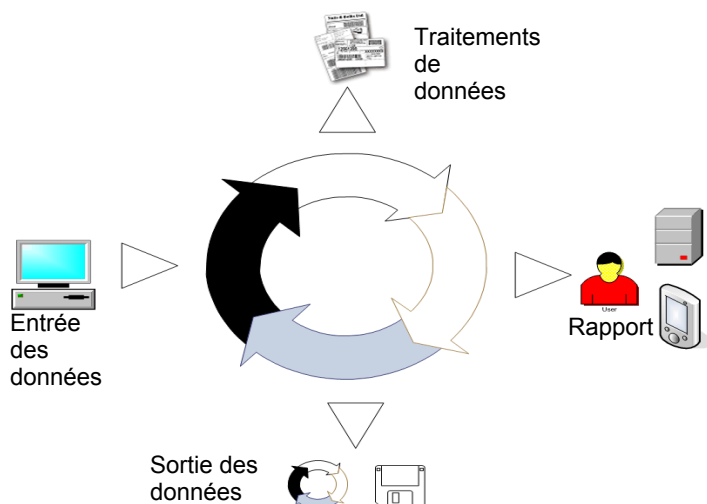 Traitements
de
données
Entrée
des
données
User
Rapport
Sortie des
données